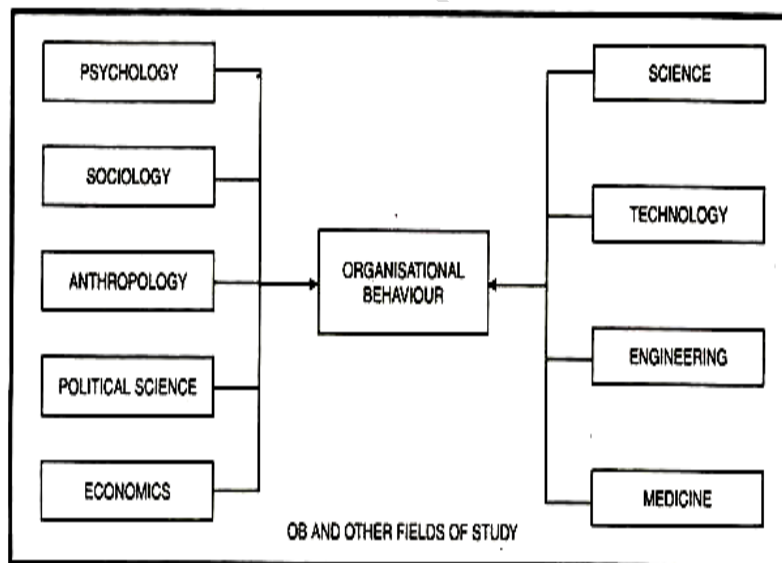 PSYCHOLOGY
SOCIOLOGY
ANTHROPOLOGY
POLITICAL SCIENCE
ECONOMICS
ORGANISATIONAL
BEHAVIOUR
SCIENCE
TECHNOLOGY
ENGINEERING
MEDICINE
OB AND OTHER FIELDS OF STUDY